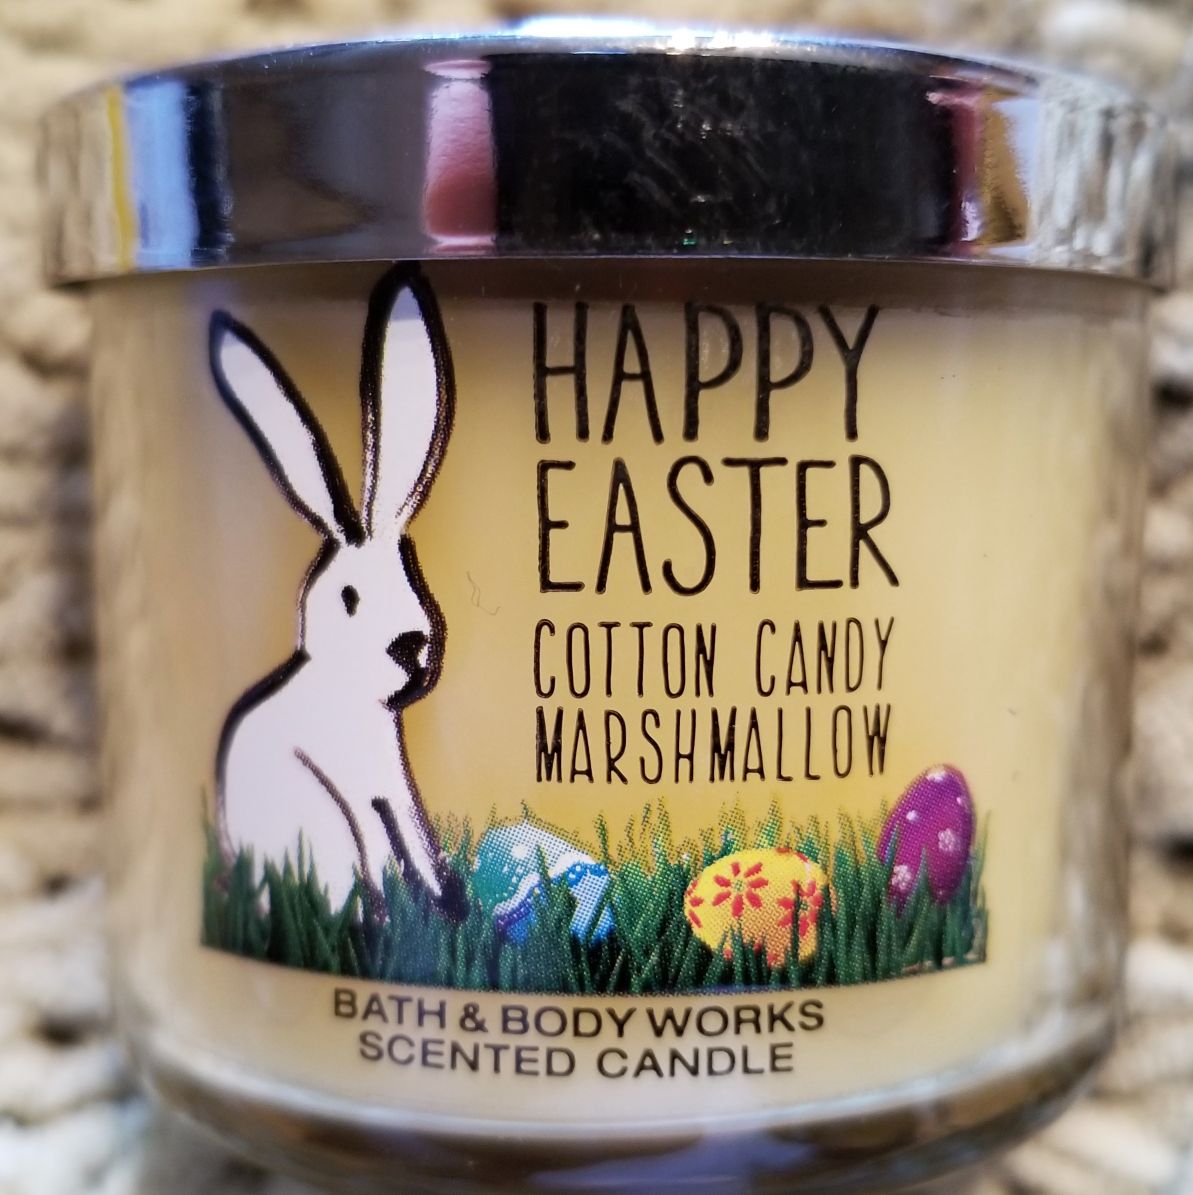 HAPPY
EASTER
COTTON CANDY
MARSHMALLOW
BATH & BODY WORKS
SCENTED CANDLE